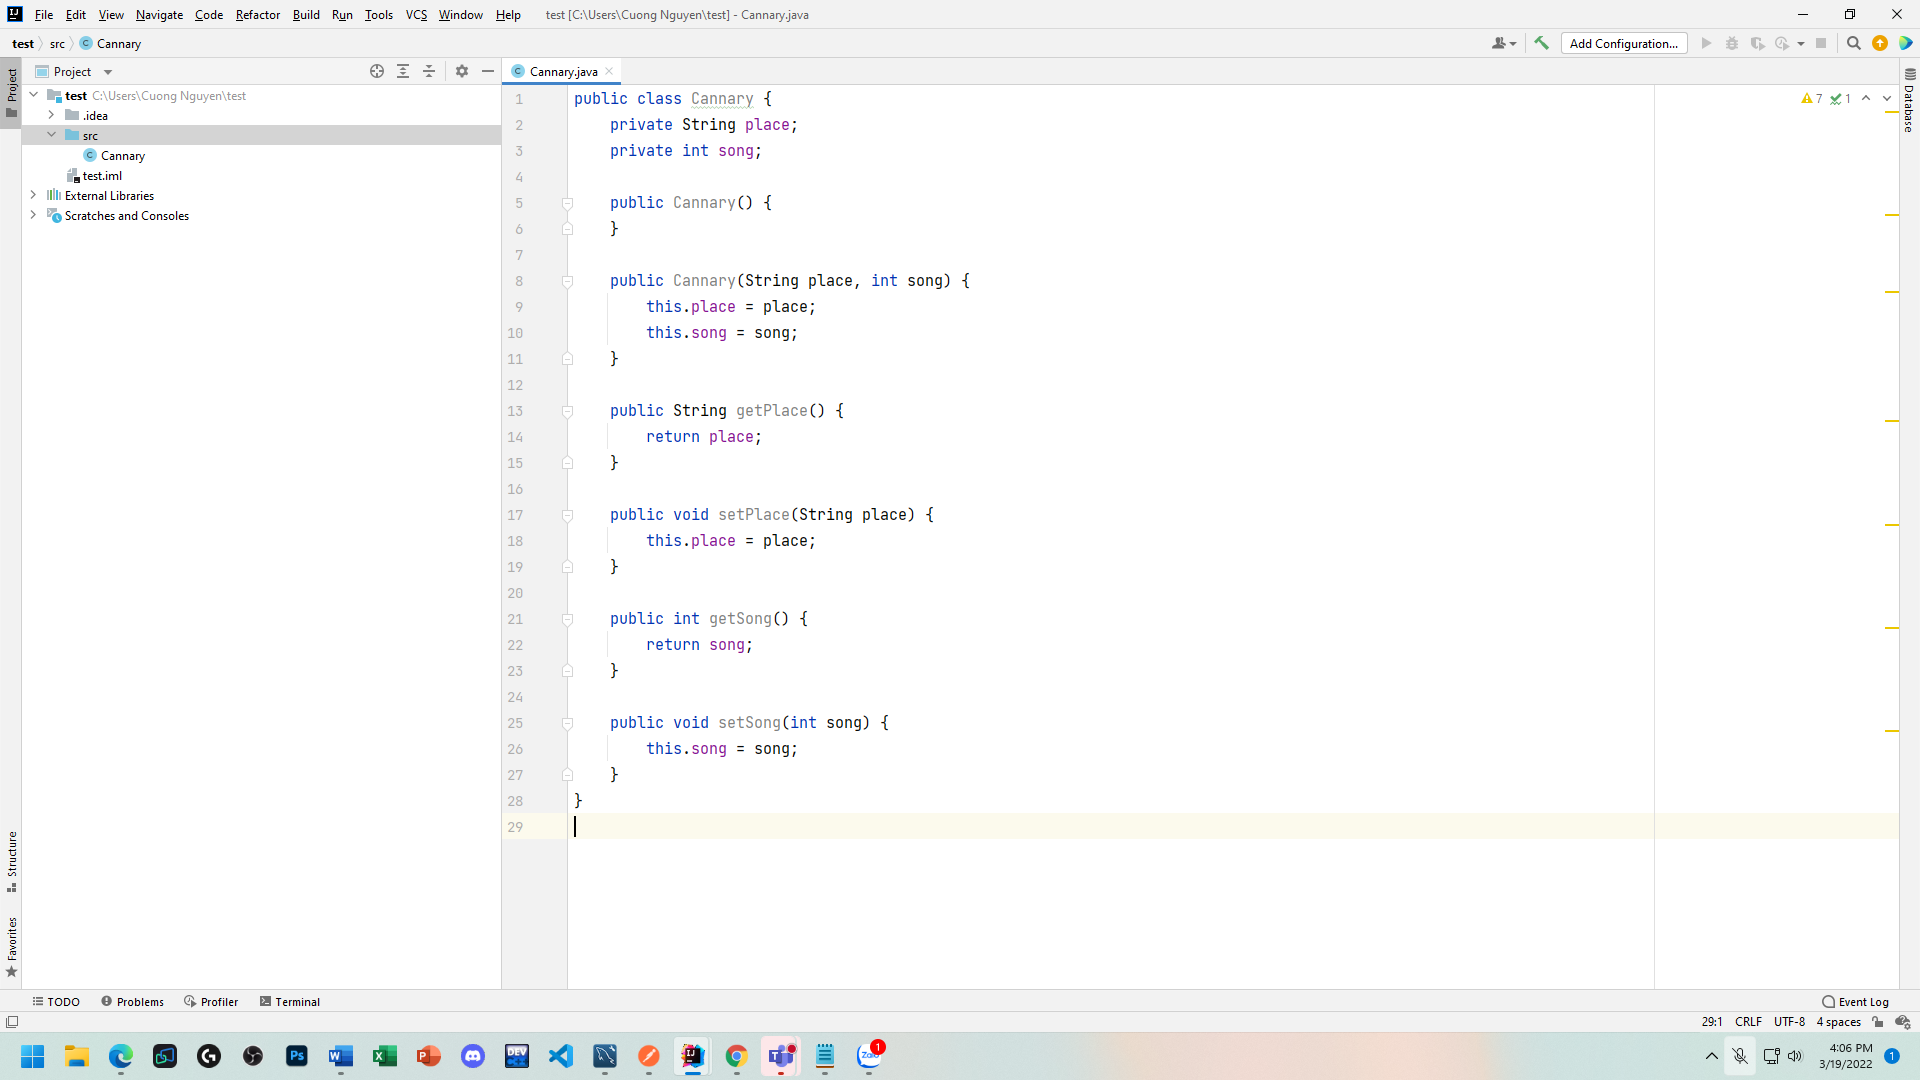 File Edit View Navigate Code Refactor Build Run Tools VCS Window Help test [C:\Users\Cuong Nguyen\test] - Cannary.java
test src Cannary
Add Configuration...
Project
Cannary.java
Project
test C:\Users\Cuong Nguyen\test
.idea
src
Cannary
test.iml
External Libraries
Scratches and Consoles
7 1
Database
1 public class Cannary {
2 private String place;
3 private int song;
4
5 public Cannary() {
6 }
7
8 public Cannary(String place, int song) {
9 this.place = place;
10 this.song = song;
11 }
12
13 public String getPlace() {
14 return place;
15 }
16
17 public void setPlace(String place) {
18 this.place = place;
19 }
20
21 public int getSong() {
22 return song;
23 }
24
25 public void setSong(int song) {
26 this.song = song;
27 }
28 }
29
Structure
Favorites
TODO Problems Profiler Terminal Event Log
29:1 CRLF UTF-8 4 spaces
4:06 PM
3/19/2022
1
1
IJ
Ps
DEV
Zalo